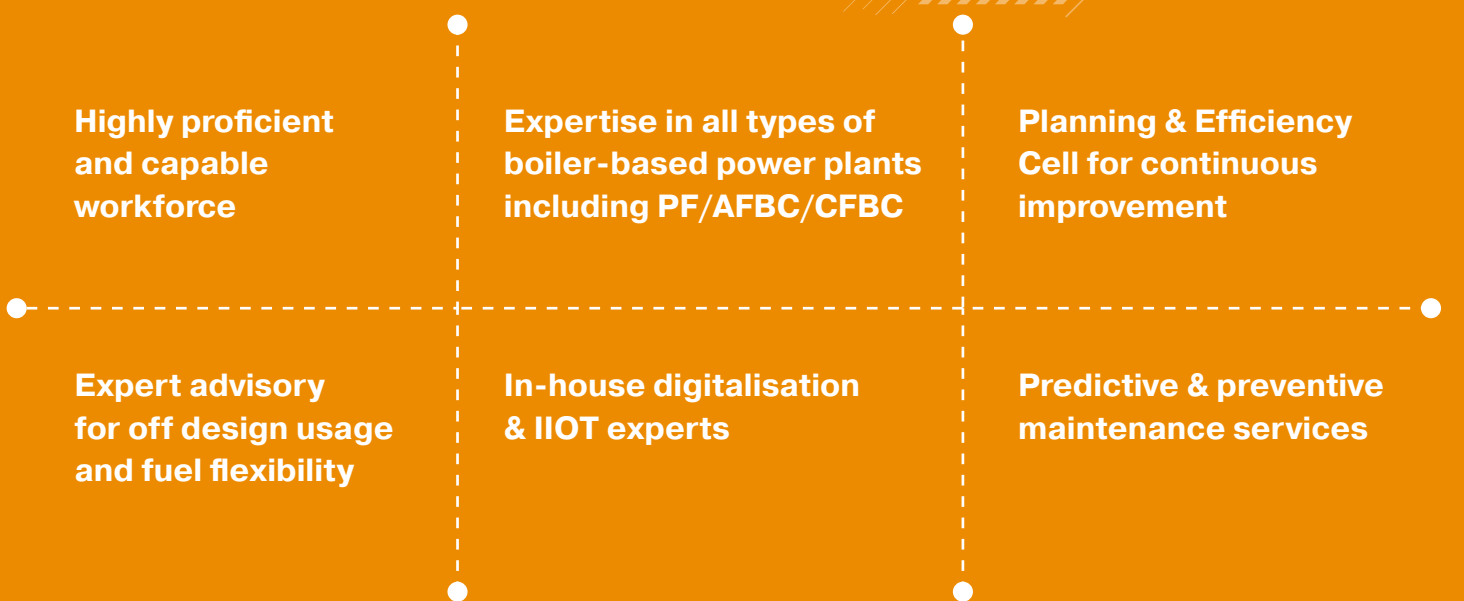 Highly proficient
and capable
workforce
Expertise in all types of
boiler-based power plants
including PF/AFBC/CFBC
Planning & Efficiency
Cell for continuous
improvement
Expert advisory
for off design usage
and fuel flexibility
In-house digitalisation
& IIOT experts
Predictive & preventive
maintenance services